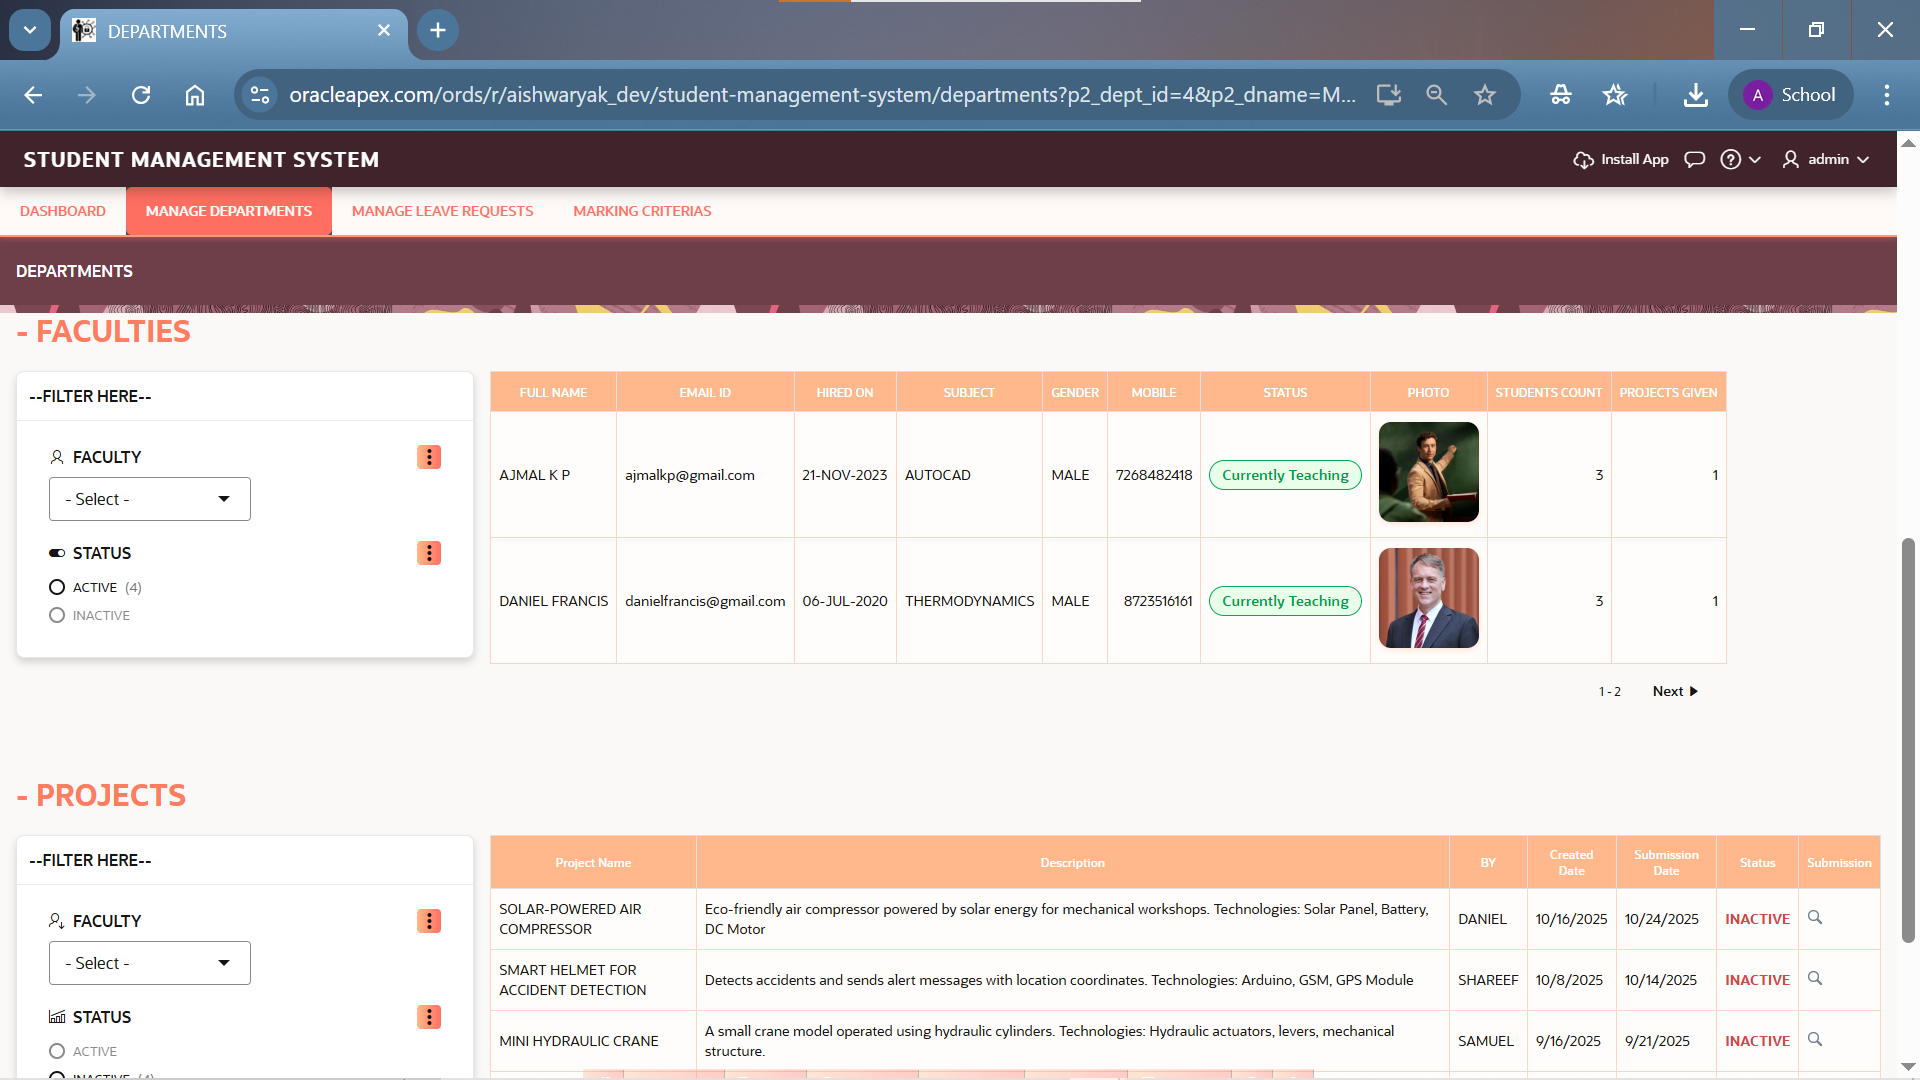 DEPARTMENTS
oracleapex.com/ords/r/aishwaryak_dev/student-management-system/departments?p2_dept_id=4&p2_dname=M...
A School
STUDENT MANAGEMENT SYSTEM
Install App
admin
DASHBOARD
MANAGE DEPARTMENTS
MANAGE LEAVE REQUESTS
MARKING CRITERIAS
DEPARTMENTS
- FACULTIES
--FILTER HERE--
FACULTY
- Select -
STATUS
ACTIVE (4)
INACTIVE
FULL NAME EMAIL ID HIRED ON SUBJECT GENDER MOBILE STATUS PHOTO STUDENTS COUNT PROJECTS GIVEN
AJMAL K P ajmalkp@gmail.com 21-NOV-2023 AUTOCAD MALE 7268482418 Currently Teaching 3 1
DANIEL FRANCIS danielfrancis@gmail.com 06-JUL-2020 THERMODYNAMICS MALE 8723516161 Currently Teaching 3 1
1 - 2 Next
- PROJECTS
--FILTER HERE--
FACULTY
- Select -
STATUS
ACTIVE
INACTIVE (4)
Project Name Description BY Created Date Submission Date Status Submission
SOLAR-POWERED AIR COMPRESSOR Eco-friendly air compressor powered by solar energy for mechanical workshops. Technologies: Solar Panel, Battery, DC Motor DANIEL 10/16/2025 10/24/2025 INACTIVE
SMART HELMET FOR ACCIDENT DETECTION Detects accidents and sends alert messages with location coordinates. Technologies: Arduino, GSM, GPS Module SHAREEF 10/8/2025 10/14/2025 INACTIVE
MINI HYDRAULIC CRANE A small crane model operated using hydraulic cylinders. Technologies: Hydraulic actuators, levers, mechanical structure. SAMUEL 9/16/2025 9/21/2025 INACTIVE